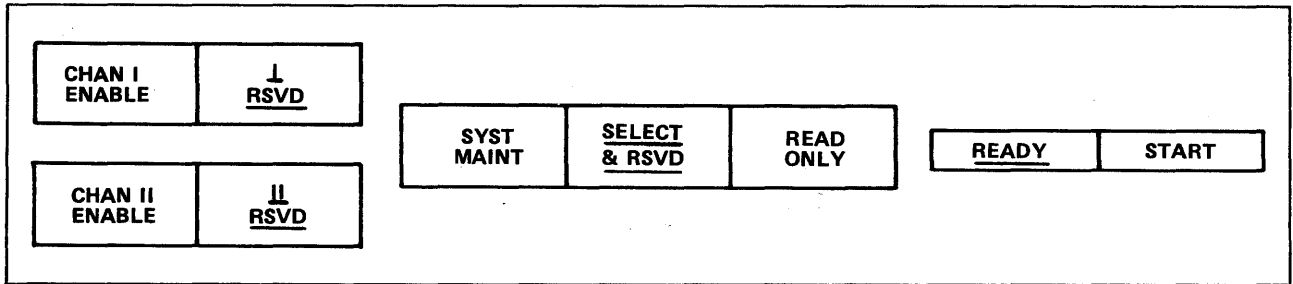 CHAN I
ENABLE
I
RSVD
CHAN II
ENABLE
II
RSVD
SYST
MAINT
SELECT
& RSVD
READ
ONLY
READY
START